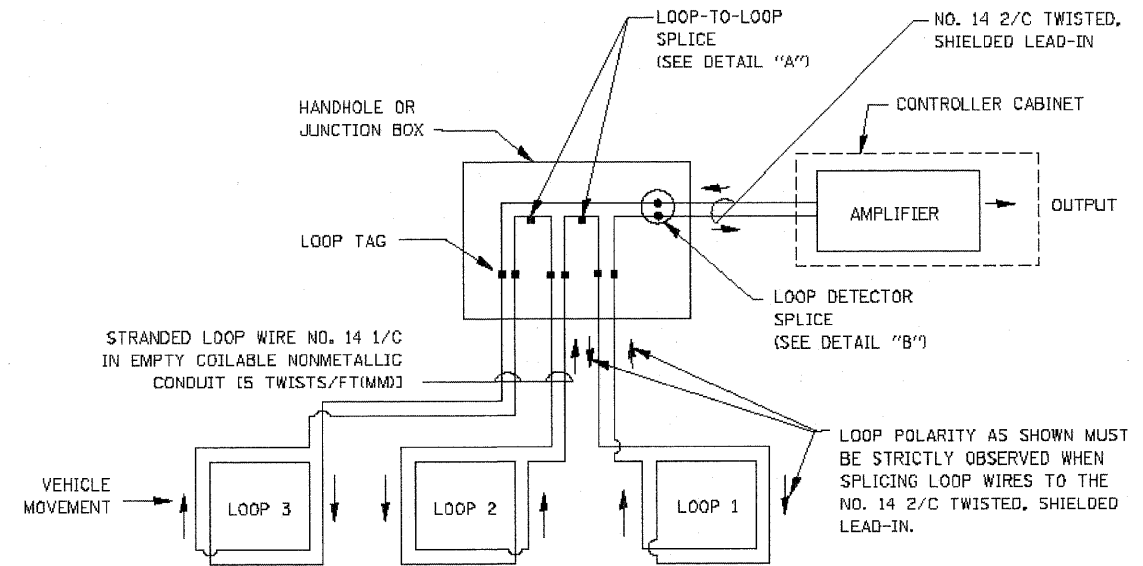 LOOP-TO-LOOP
SPLICE
(SEE DETAIL "A")
NO. 14 2/C TWISTED,
SHIELDED LEAD-IN
HANDHOLE OR
JUNCTION BOX
CONTROLLER CABINET
AMPLIFIER
OUTPUT
LOOP TAG
LOOP DETECTOR
SPLICE
(SEE DETAIL "B")
STRANDED LOOP WIRE NO. 14 1/C
IN EMPTY COILABLE NONMETALLIC
CONDUIT [5 TWISTS/FT(MM)]
LOOP POLARITY AS SHOWN MUST
BE STRICTLY OBSERVED WHEN
SPLICING LOOP WIRES TO THE
NO. 14 2/C TWISTED, SHIELDED
LEAD-IN.
VEHICLE
MOVEMENT
LOOP 3
LOOP 2
LOOP 1